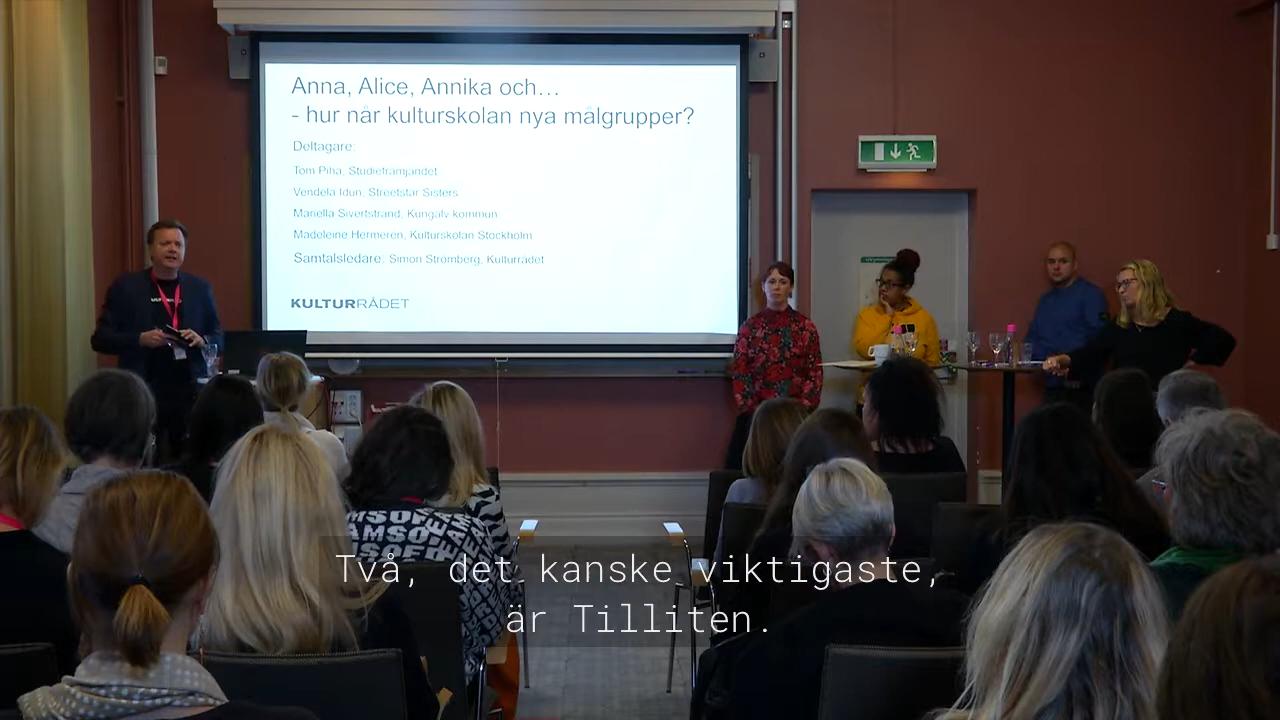 Anna, Alice, Annika och...
- hur når kulturskolan nya målgrupper?
Deltagare:
Tom Piha, Studiefrämjandet
Vendela Idun, Streetstar Sisters
Mariella Sivertstrand, Kungälv kommun
Madeleine Hermerén, Kulturskolan Stockholm
Samtalsledare: Simon Strömberg, Kulturrådet
KULTURRÅDET
Två, det kanske viktigaste,
är Tilliten.